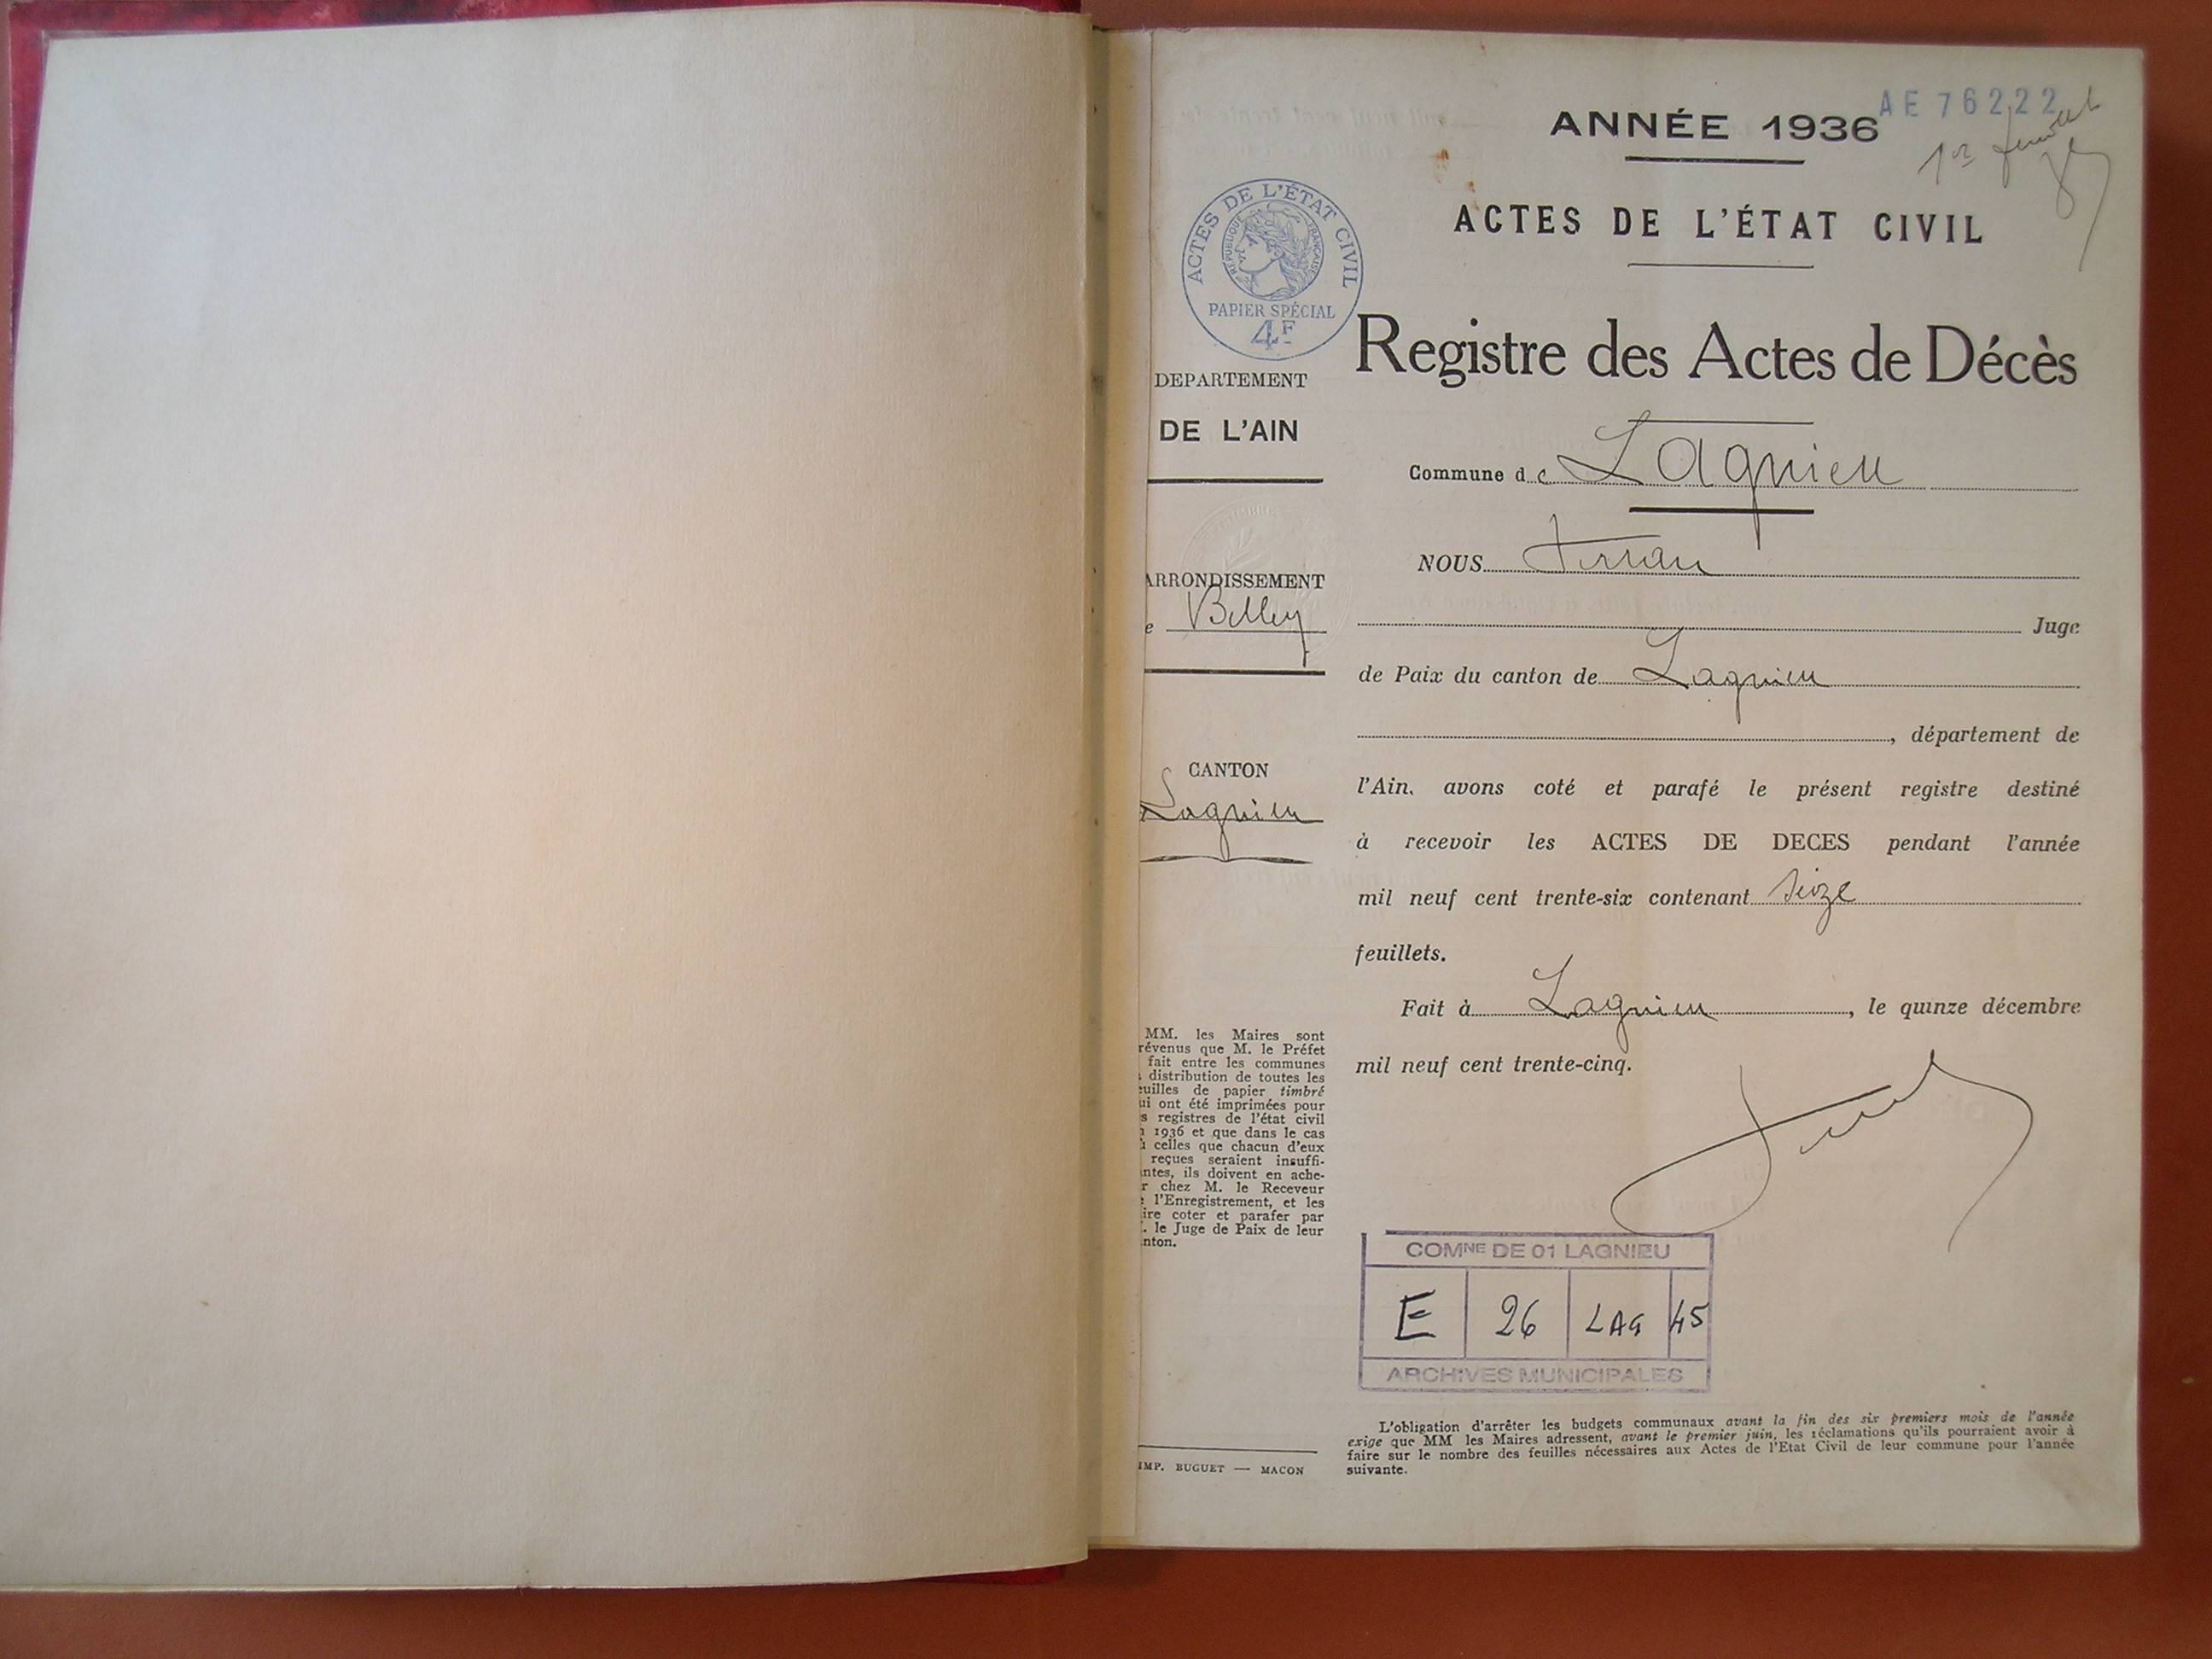 ANNÉE 1936
AE 76222
1er feuillet
ACTES DE L'ÉTAT CIVIL
ACTES DE L'ÉTAT CIVIL
RÉPUBLIQUE FRANÇAISE
PAPIER SPÉCIAL
4F
Registre des Actes de Décès
DEPARTEMENT
DE L'AIN
Commune de Lagnieu
NOUS
ARRONDISSEMENT
e Belley
Juge
de Paix du canton de Lagnieu
, département de
CANTON
Lagnieu
l'Ain, avons coté et parafé le présent registre destiné
à recevoir les ACTES DE DECES pendant l'année
mil neuf cent trente-six contenant seize
feuillets.
Fait à Lagnieu, le quinze décembre
mil neuf cent trente-cinq.
MM. les Maires sont
révenus que M. le Préfet
fait entre les communes
distribution de toutes les
euilles de papier timbré
ui ont été imprimées pour
s registres de l'état civil
1936 et que dans le cas
celles que chacun d'eux
reçues seraient insuffi-
ntes, ils doivent en ache-
r chez M. le Receveur
l'Enregistrement, et les
ire coter et parafer par
. le Juge de Paix de leur
nton.
COMNE DE 01 LAGNIEU
E 26 LAG 45
ARCHIVES MUNICIPALES
L'obligation d'arrêter les budgets communaux avant la fin des six premiers mois de l'année
exige que MM les Maires adressent, avant le premier juin, les réclamations qu'ils pourraient avoir à
faire sur le nombre des feuilles nécessaires aux Actes de l'Etat Civil de leur commune pour l'année
suivante.
IMP. BUGUET — MACON